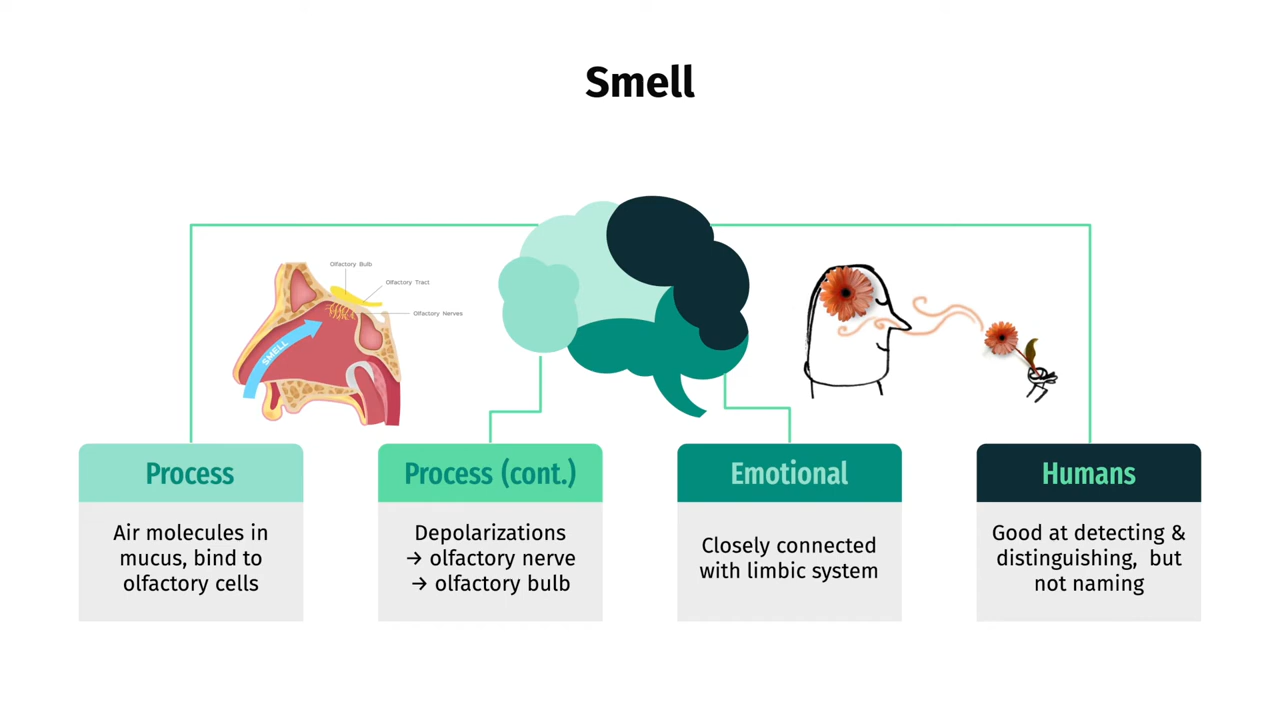 Smell
Olfactory Bulb
Olfactory Tract
Olfactory Nerves
SMELL
Process
Air molecules in
mucus, bind to
olfactory cells
Process (cont.)
Depolarizations
→ olfactory nerve
→ olfactory bulb
Emotional
Closely connected
with limbic system
Humans
Good at detecting &
distinguishing, but
not naming